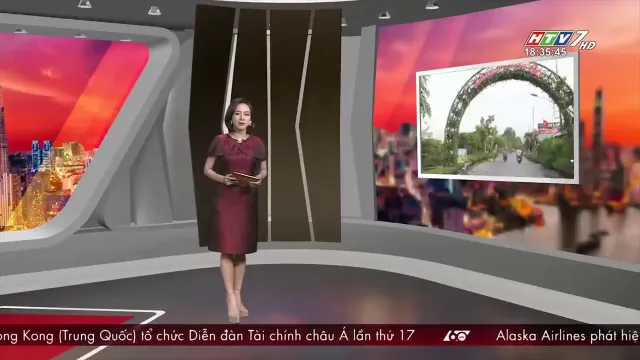 HTV7 HD
18:35:45
ong Kong (Trung Quốc) tổ chức Diễn đàn Tài chính châu Á lần thứ 17
60
Alaska Airlines phát hiệ